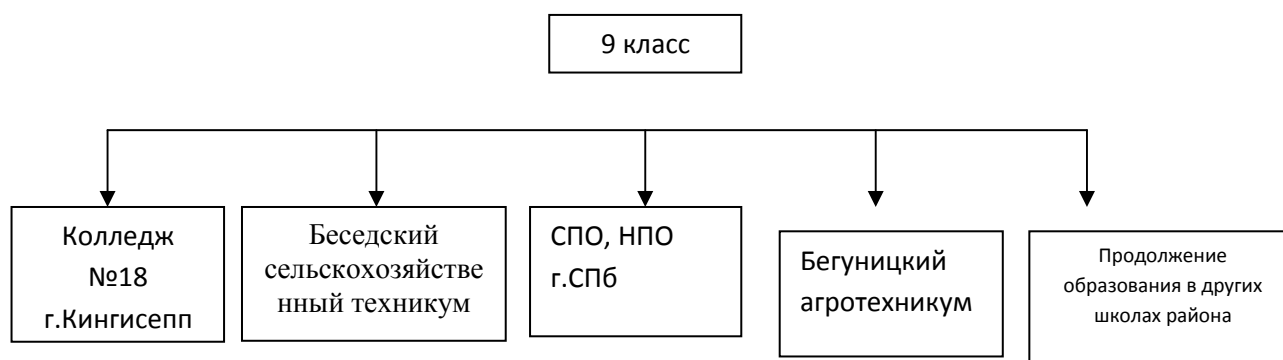 9 класс
Колледж
№18
г.Кингисепп
Беседский
сельскохозяйстве
нный техникум
СПО, НПО
г.СПб
Бегуницкий
агротехникум
Продолжение
образования в других
школах района